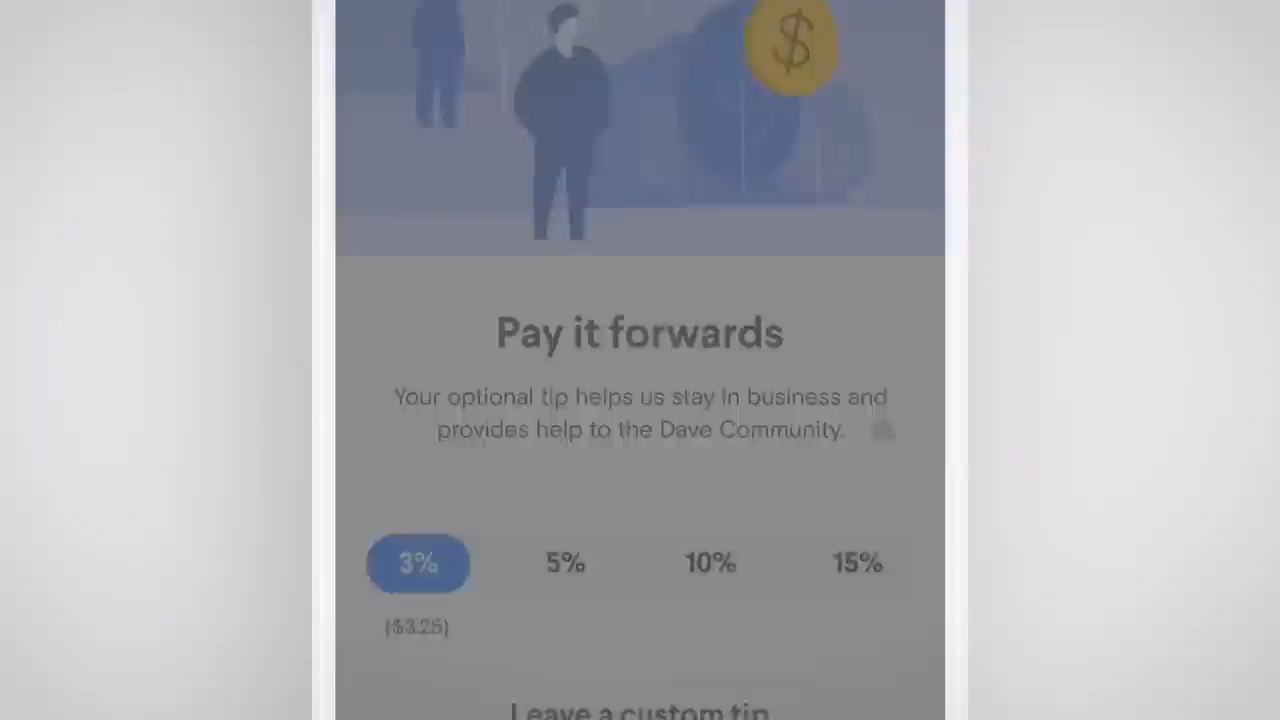 $
Pay it forwards
Your optional tip helps us stay in business and
provides help to the Dave Community.
3% 5% 10% 15%
($3.25)
Leave a custom tip